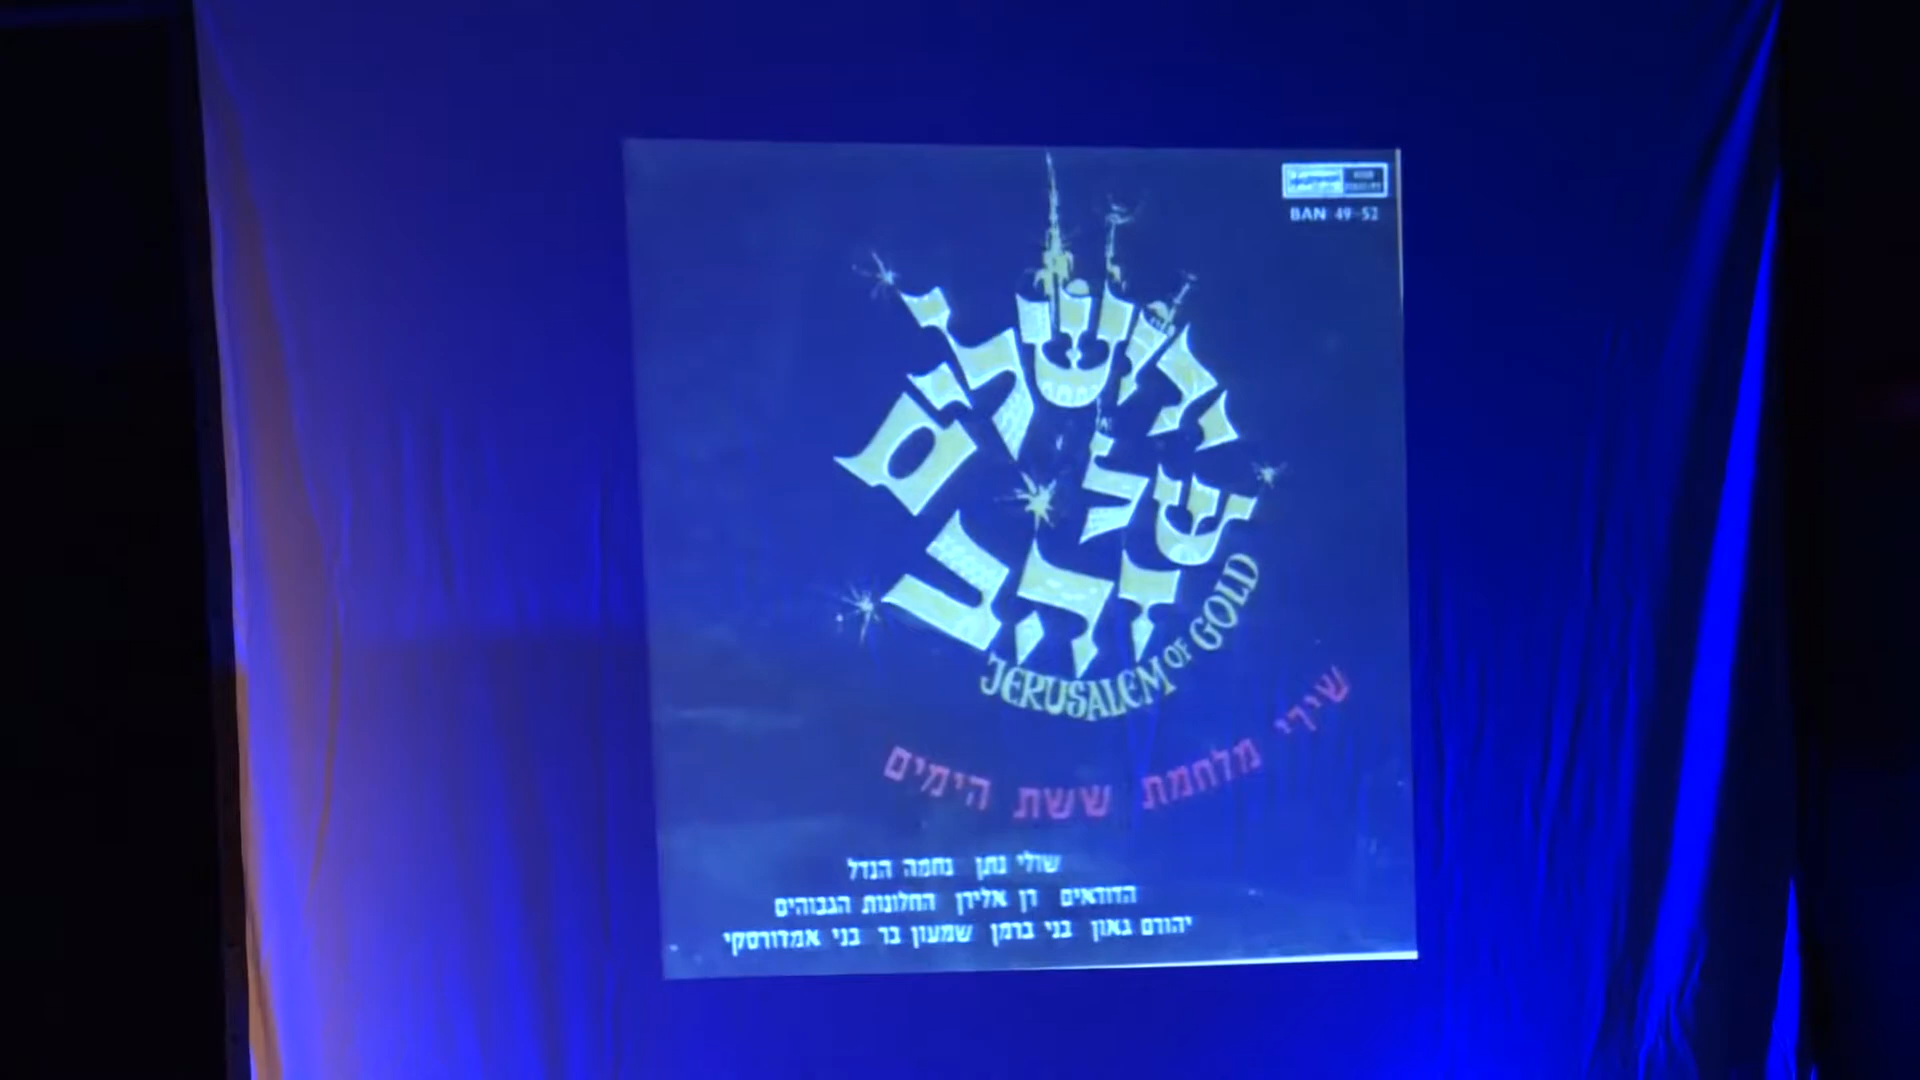 BAN 49-52
ירושלים
של
זהב
JERUSALEM OF GOLD
שירי מלחמת ששת הימים
שולי נתן נחמה הנדל
הדודאים רן אלירן החלונות הגבוהים
יהורם גאון בני ברמן שמעון בר בני אמדורסקי